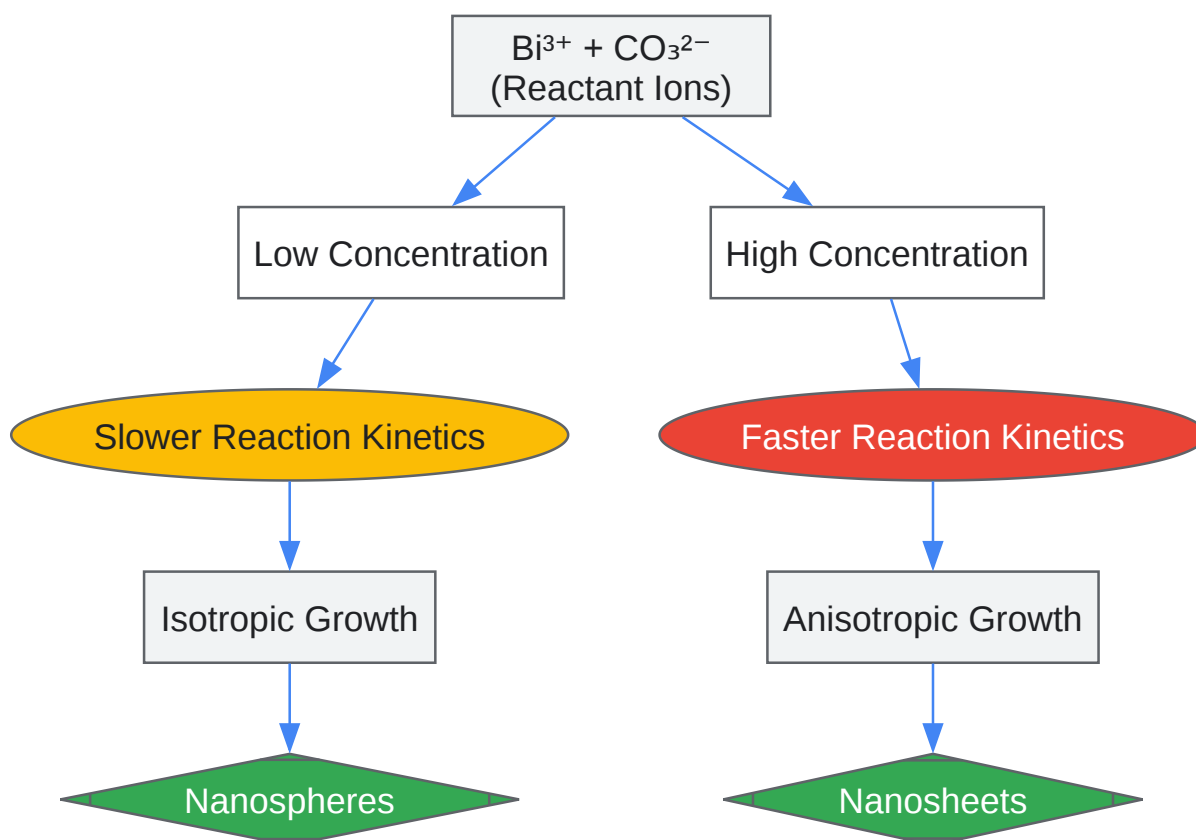 Bi³⁺ + CO₃²⁻
(Reactant Ions)
Low Concentration
High Concentration
Slower Reaction Kinetics
Faster Reaction Kinetics
Isotropic Growth
Anisotropic Growth
Nanospheres
Nanosheets